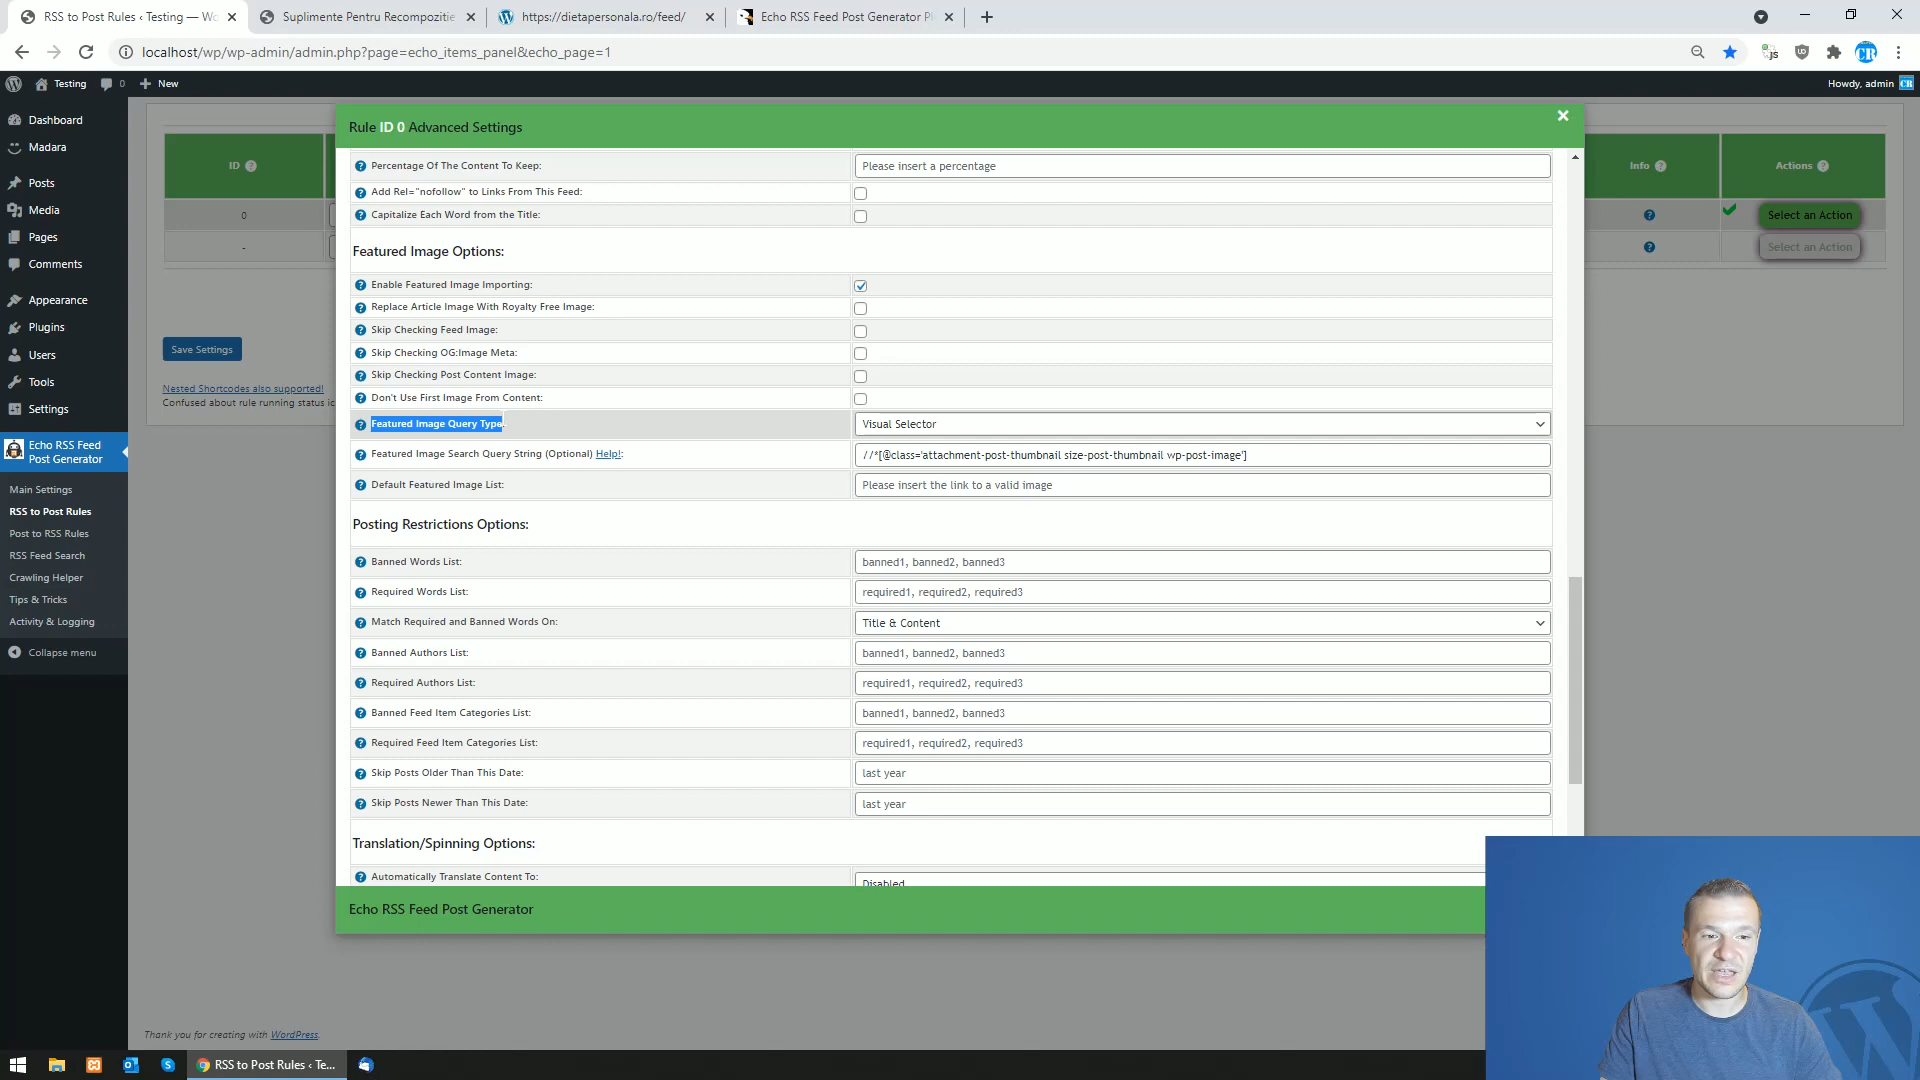 RSS to Post Rules ‹ Testing — Wo
Suplimente Pentru Recompozitie
https://dietapersonala.ro/feed/
Echo RSS Feed Post Generator Pl
localhost/wp/wp-admin/admin.php?page=echo_items_panel&echo_page=1
Testing
0
New
Howdy, admin
Dashboard
Madara
Posts
Media
Pages
Comments
Appearance
Plugins
Users
Tools
Settings
Echo RSS Feed
Post Generator
Main Settings
RSS to Post Rules
Post to RSS Rules
RSS Feed Search
Crawling Helper
Tips & Tricks
Activity & Logging
Collapse menu
ID
0
-
Save Settings
Nested Shortcodes also supported!
Confused about rule running status ic
Info
Actions
Select an Action
Select an Action
Rule ID 0 Advanced Settings
Percentage Of The Content To Keep:
Please insert a percentage
Add Rel="nofollow" to Links From This Feed:
Capitalize Each Word from the Title:
Featured Image Options:
Enable Featured Image Importing:
Replace Article Image With Royalty Free Image:
Skip Checking Feed Image:
Skip Checking OG:Image Meta:
Skip Checking Post Content Image:
Don't Use First Image From Content:
Featured Image Query Type
Visual Selector
Featured Image Search Query String (Optional) Help!:
//*[@class='attachment-post-thumbnail size-post-thumbnail wp-post-image']
Default Featured Image List:
Please insert the link to a valid image
Posting Restrictions Options:
Banned Words List:
banned1, banned2, banned3
Required Words List:
required1, required2, required3
Match Required and Banned Words On:
Title & Content
Banned Authors List:
banned1, banned2, banned3
Required Authors List:
required1, required2, required3
Banned Feed Item Categories List:
banned1, banned2, banned3
Required Feed Item Categories List:
required1, required2, required3
Skip Posts Older Than This Date:
last year
Skip Posts Newer Than This Date:
last year
Translation/Spinning Options:
Automatically Translate Content To:
Disabled
Echo RSS Feed Post Generator
Thank you for creating with WordPress.
RSS to Post Rules ‹ Te...